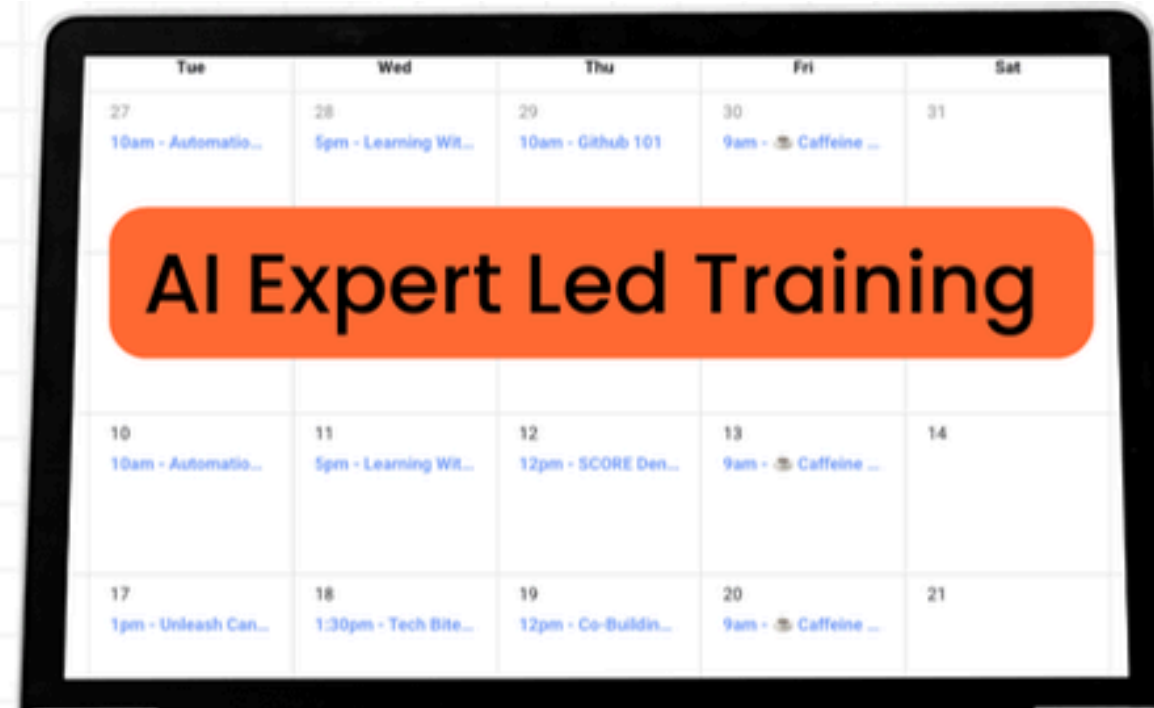 Tue Wed Thu Fri Sat
27 28 29 30 31
10am - Automatio... 5pm - Learning Wit... 10am - Github 101 9am - ☕ Caffeine ...
AI Expert Led Training
10 11 12 13 14
10am - Automatio... 5pm - Learning Wit... 12pm - SCORE Den... 9am - ☕ Caffeine ...
17 18 19 20 21
1pm - Unleash Can... 1:30pm - Tech Bite... 12pm - Co-Buildin... 9am - ☕ Caffeine ...